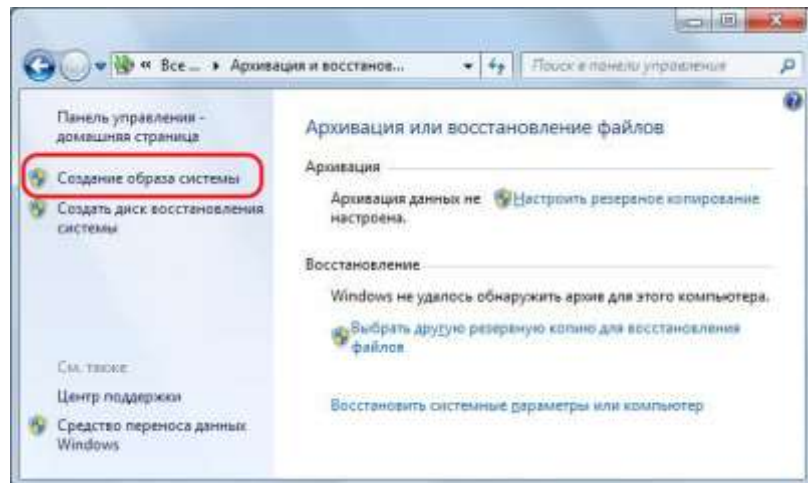 « Все ... ▸ Архивация и восстанов...
Поиск в панели управления
Панель управления -
домашняя страница
Создание образа системы
Создать диск восстановления
системы
См. также
Центр поддержки
Средство переноса данных
Windows
Архивация или восстановление файлов
Архивация
Архивация данных не
настроена.
Настроить резервное копирование
Восстановление
Windows не удалось обнаружить архив для этого компьютера.
Выбрать другую резервную копию для восстановления
файлов
Восстановить системные параметры или компьютер